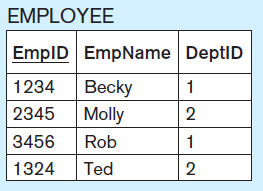 EMPLOYEE
EmpID EmpName DeptID
1234 Becky 1
2345 Molly 2
3456 Rob 1
1324 Ted 2